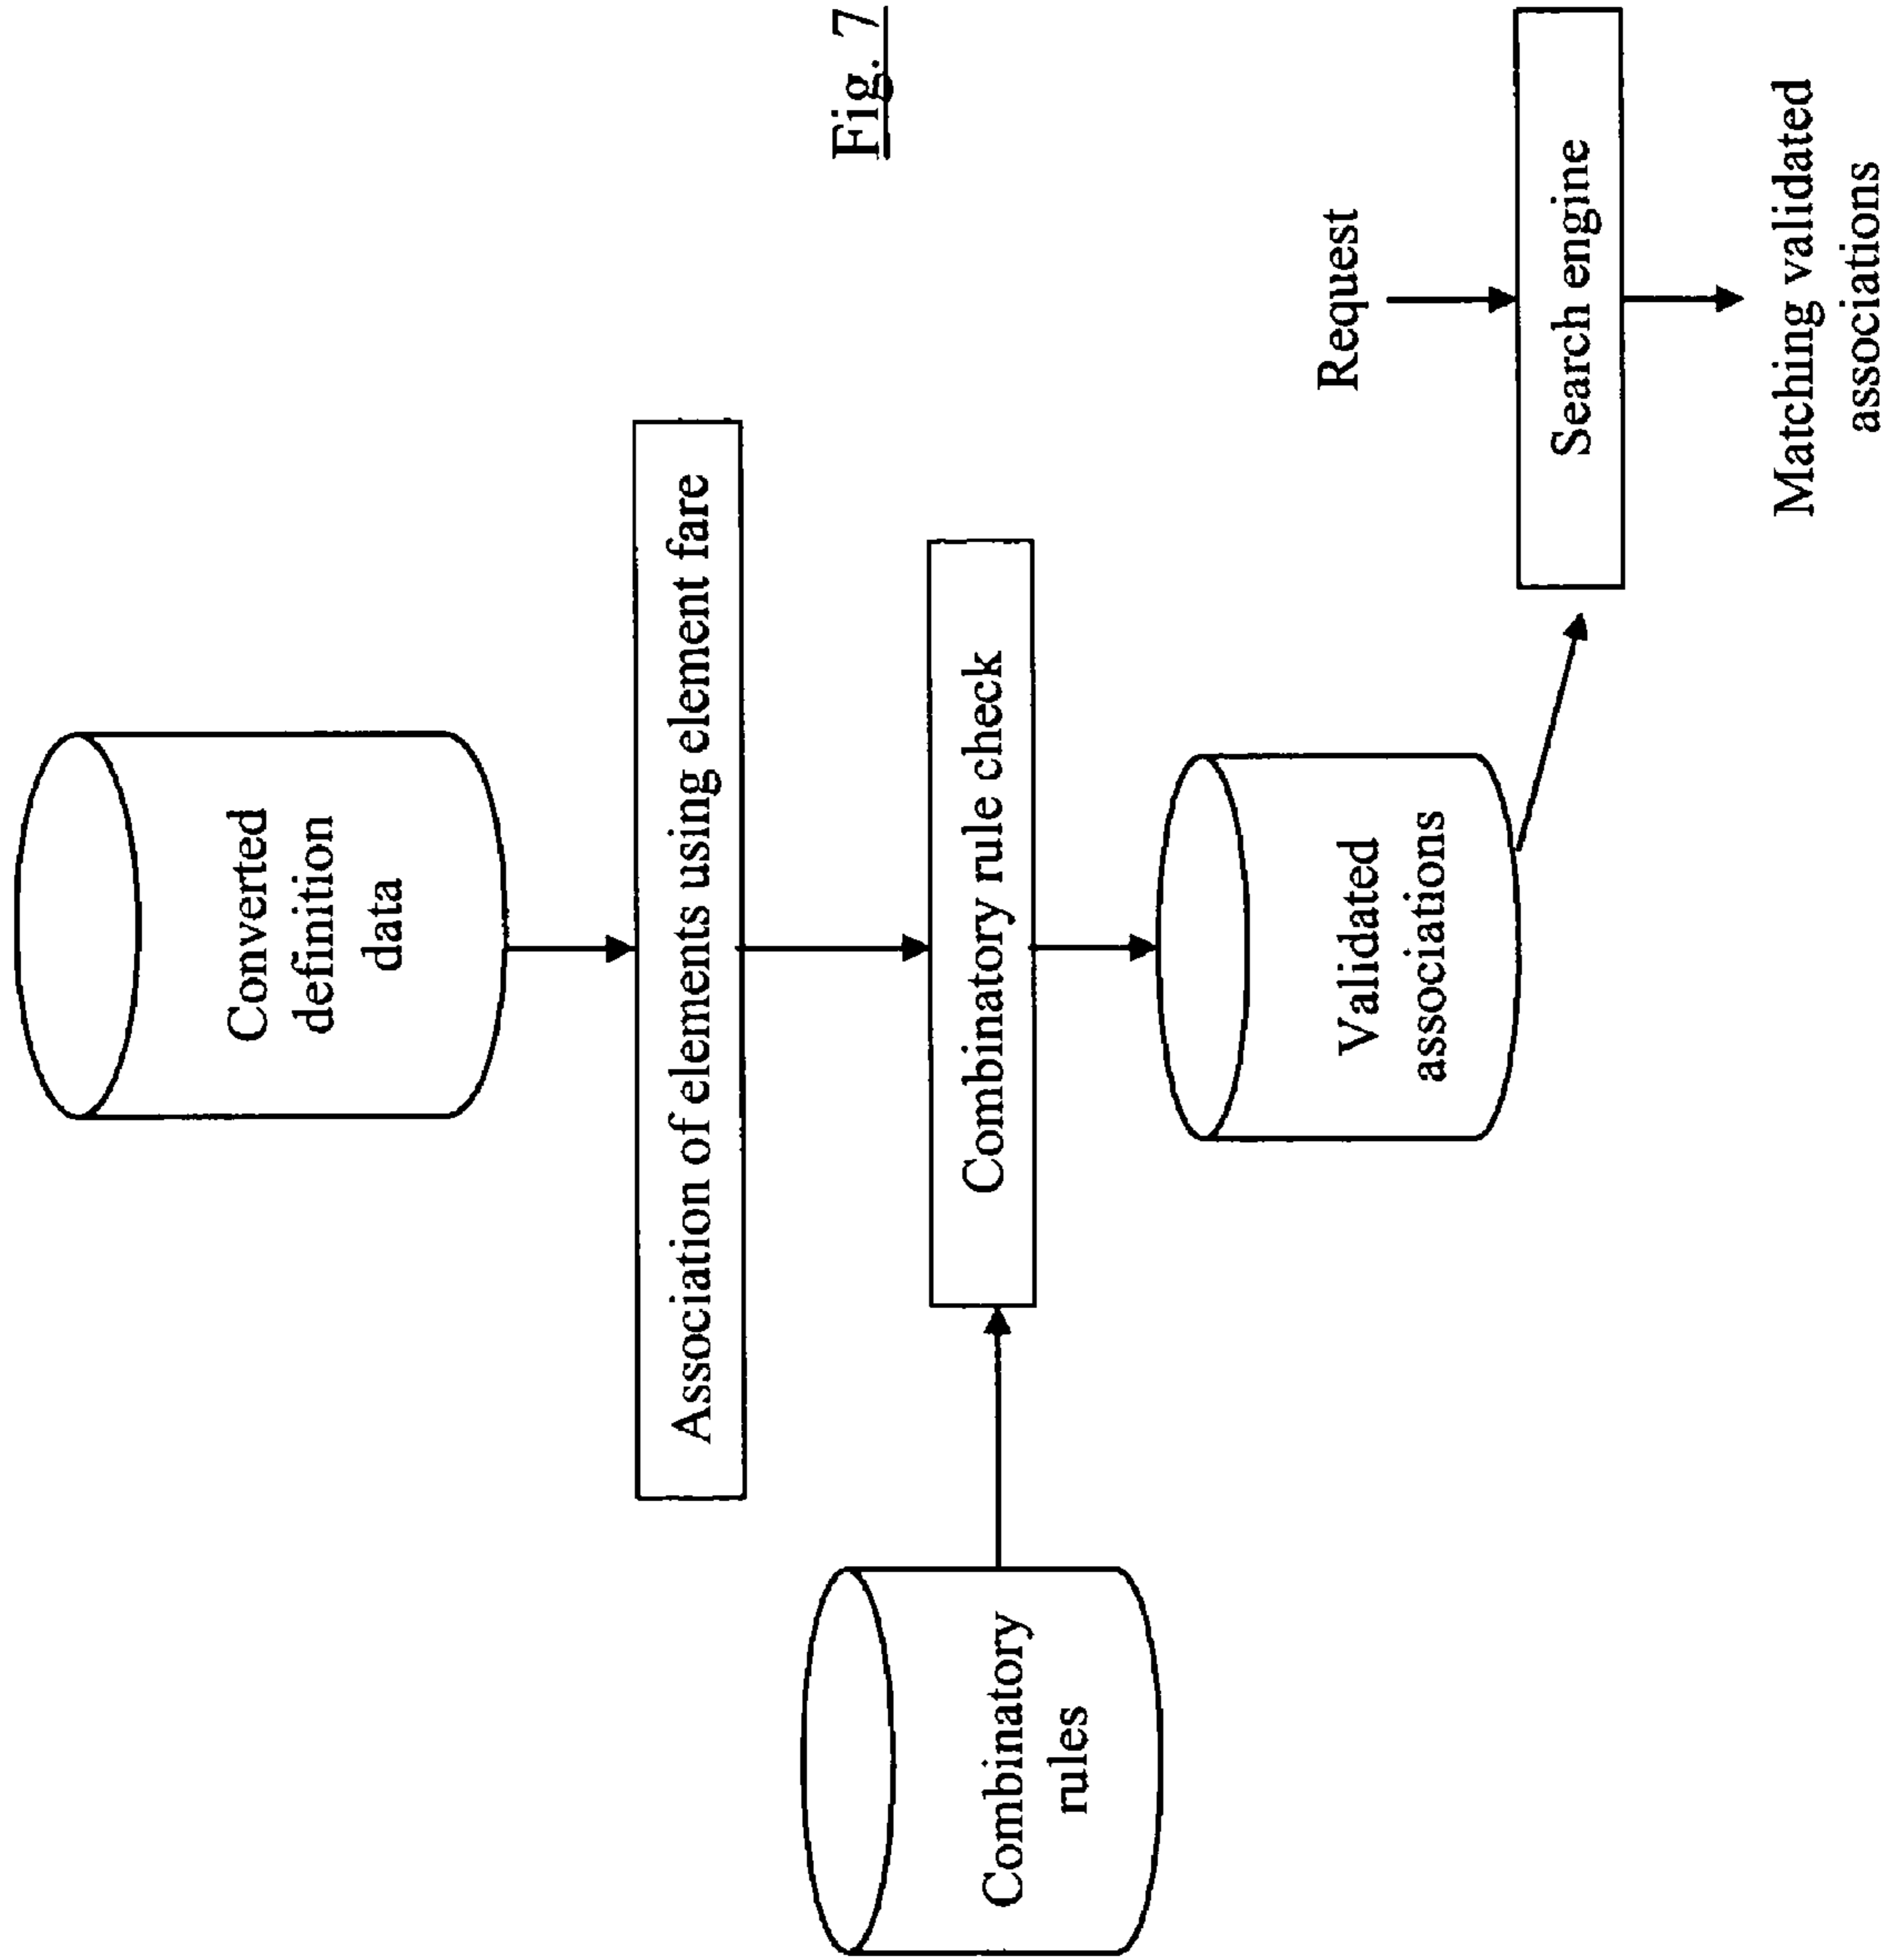 Converted
definition
data
Association of elements using element fare
Fig. 7
Combinatory
rules
Combinatory rule check
Validated
associations
Request
Search engine
Matching validated
associations